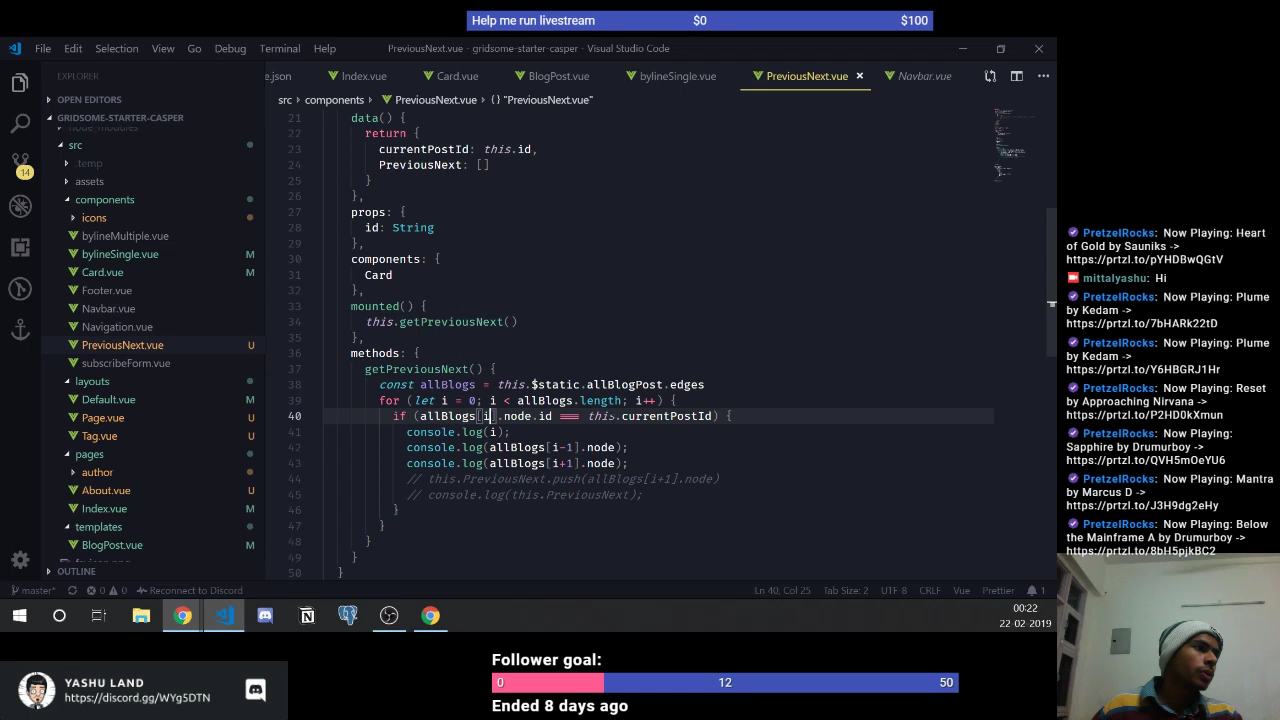 Help me run livestream $0 $100
File Edit Selection View Go Debug Terminal Help PreviousNext.vue - gridsome-starter-casper - Visual Studio Code
EXPLORER
OPEN EDITORS
GRIDSOME-STARTER-CASPER
node_modules
src
.temp
assets
components
icons
bylineMultiple.vue
bylineSingle.vue M
Card.vue M
Footer.vue
Navbar.vue
Navigation.vue
PreviousNext.vue U
subscribeForm.vue
layouts
Default.vue M
Page.vue U
Tag.vue U
pages
author
About.vue U
Index.vue M
templates
BlogPost.vue M
OUTLINE
14
.e.json Index.vue Card.vue BlogPost.vue bylineSingle.vue PreviousNext.vue × Navbar.vue
src › components › PreviousNext.vue › {} "PreviousNext.vue"
21 data() {
22 return {
23 currentPostId: this.id,
24 PreviousNext: []
25 }
26 },
27 props: {
28 id: String
29 },
30 components: {
31 Card
32 },
33 mounted() {
34 this.getPreviousNext()
35 },
36 methods: {
37 getPreviousNext() {
38 const allBlogs = this.$static.allBlogPost.edges
39 for (let i = 0; i < allBlogs.length; i++) {
40 if (allBlogs[i].node.id === this.currentPostId) {
41 console.log(i);
42 console.log(allBlogs[i-1].node);
43 console.log(allBlogs[i+1].node);
44 // this.PreviousNext.push(allBlogs[i+1].node)
45 // console.log(this.PreviousNext);
46 }
47 }
48 }
49 }
50 }
master* 0 0 Reconnect to Discord Ln 40, Col 25 Tab Size: 2 UTF-8 CRLF Vue Prettier 1
00:22
22-02-2019
PretzelRocks: Now Playing: Heart
of Gold by Sauniks ->
https://prtzl.to/pYHDBwQGtV
mittalyashu: Hi
PretzelRocks: Now Playing: Plume
by Kedam ->
https://prtzl.to/7bHARk22tD
PretzelRocks: Now Playing: Plume
by Kedam ->
https://prtzl.to/Y6HBGRJ1Hr
PretzelRocks: Now Playing: Reset
by Approaching Nirvana ->
https://prtzl.to/P2HD0kXmun
PretzelRocks: Now Playing:
Sapphire by Drumurboy ->
https://prtzl.to/QVH5mOeYU6
PretzelRocks: Now Playing: Mantra
by Marcus D ->
https://prtzl.to/J3H9dg2eHy
PretzelRocks: Now Playing: Below
the Mainframe A by Drumurboy ->
https://prtzl.to/8bH5pjkBC2
YASHU LAND
https://discord.gg/WYg5DTN
Follower goal:
0 12 50
Ended 8 days ago